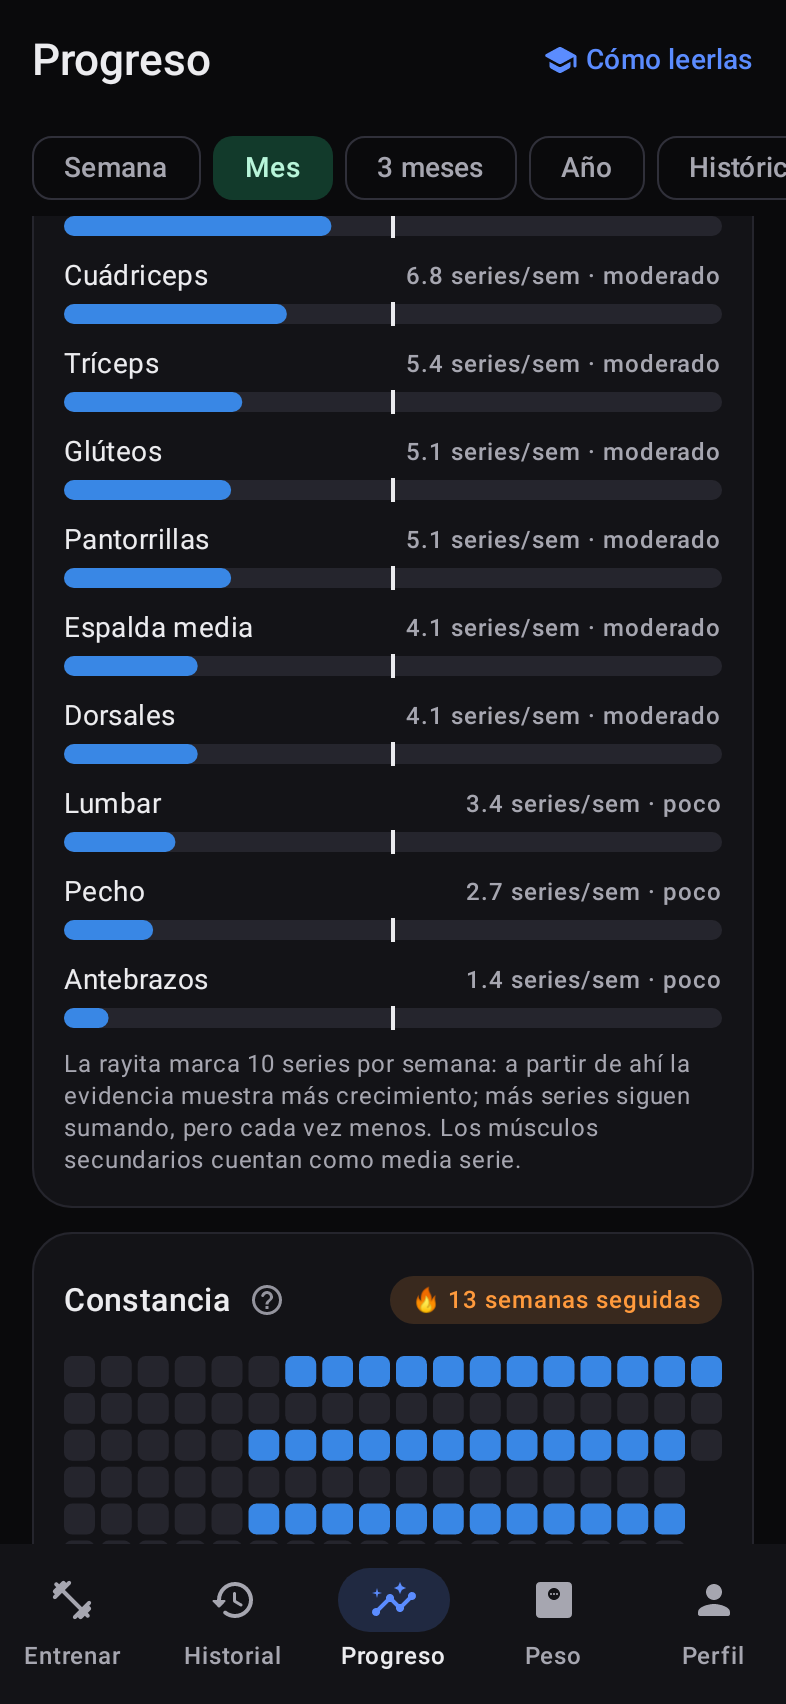 Progreso
Cómo leerlas
Semana
Mes
3 meses
Año
Históric
Cuádriceps
6.8 series/sem · moderado
Tríceps
5.4 series/sem · moderado
Glúteos
5.1 series/sem · moderado
Pantorrillas
5.1 series/sem · moderado
Espalda media
4.1 series/sem · moderado
Dorsales
4.1 series/sem · moderado
Lumbar
3.4 series/sem · poco
Pecho
2.7 series/sem · poco
Antebrazos
1.4 series/sem · poco
La rayita marca 10 series por semana: a partir de ahí la
evidencia muestra más crecimiento; más series siguen
sumando, pero cada vez menos. Los músculos
secundarios cuentan como media serie.
Constancia
🔥 13 semanas seguidas
Entrenar
Historial
Progreso
Peso
Perfil